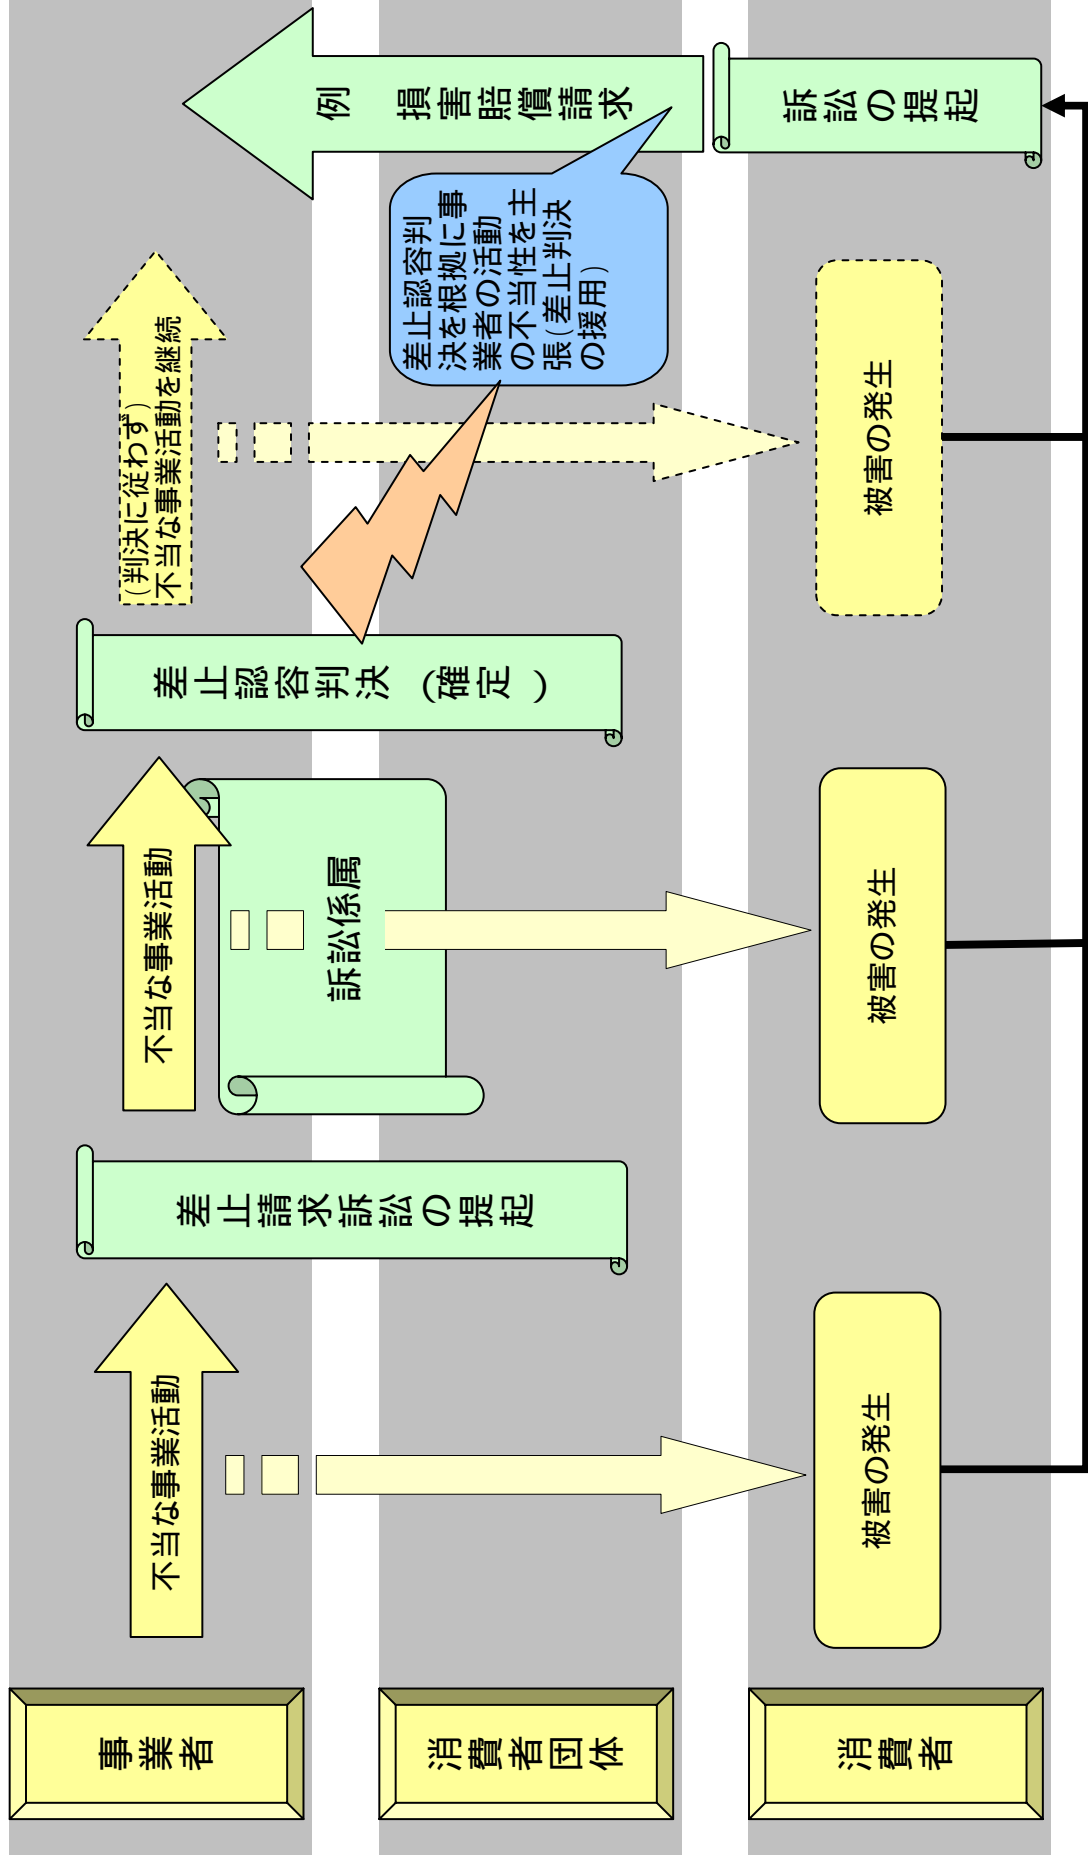 事業者
不当な事業活動
差止請求訴訟の提起
不当な事業活動
訴訟係属
差止認容判決（確定）
（判決に従わず）
不当な事業活動を継続
例　損害賠償請求
消費者団体
差止認容判
決を根拠に事
業者の活動
の不当性を主
張（差止判決
の援用）
消費者
被害の発生
被害の発生
被害の発生
訴訟の提起